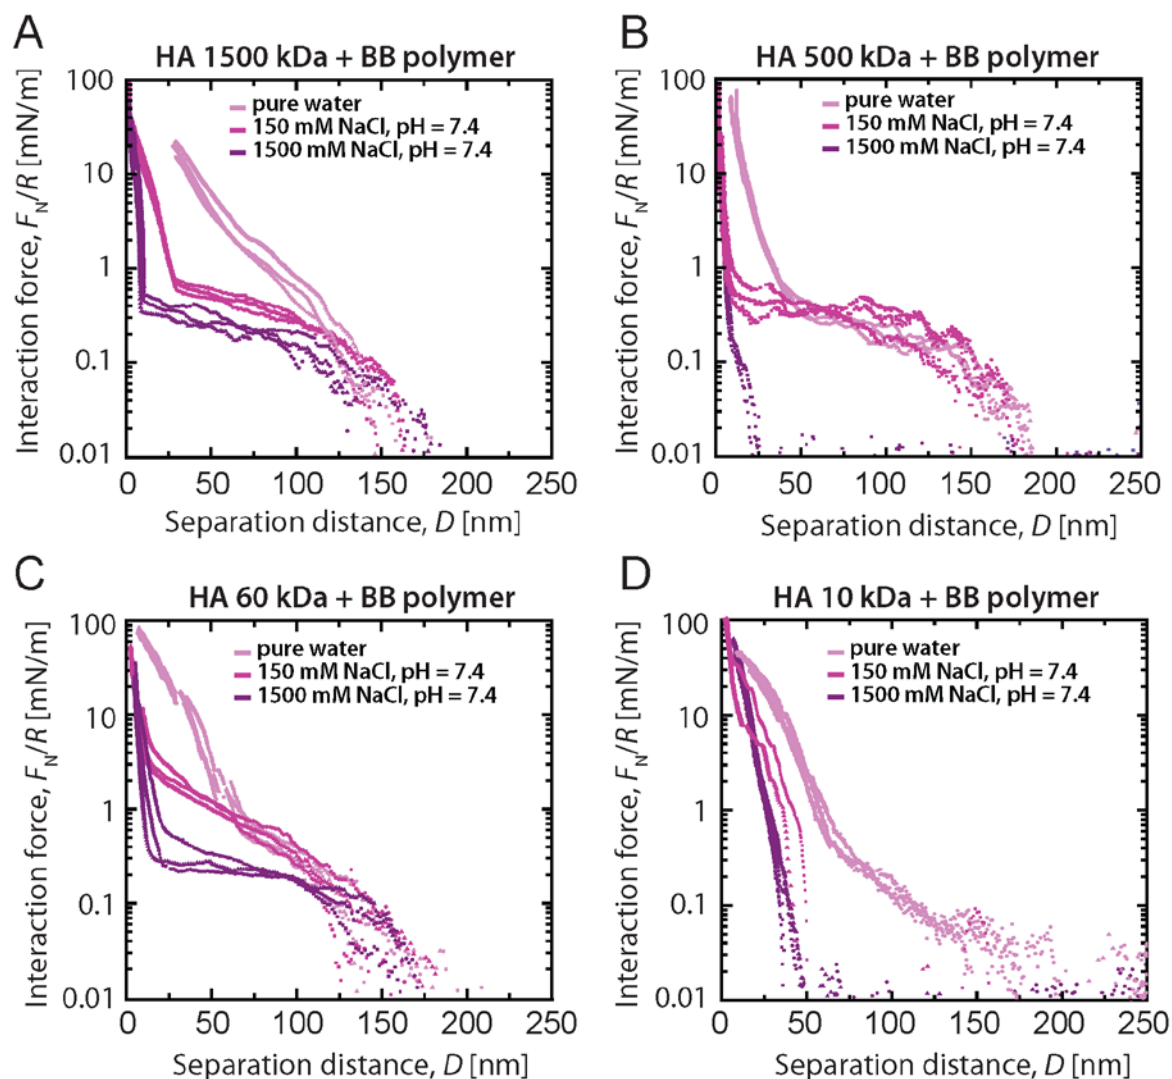 A
HA 1500 kDa + BB polymer
Interaction force, F_N/R [mN/m]
100
10
1
0.1
0.01
pure water
150 mM NaCl, pH = 7.4
1500 mM NaCl, pH = 7.4
0 50 100 150 200 250
Separation distance, D [nm]
B
HA 500 kDa + BB polymer
Interaction force, F_N/R [mN/m]
100
10
1
0.1
0.01
pure water
150 mM NaCl, pH = 7.4
1500 mM NaCl, pH = 7.4
0 50 100 150 200 250
Separation distance, D [nm]
C
HA 60 kDa + BB polymer
Interaction force, F_N/R [mN/m]
100
10
1
0.1
0.01
pure water
150 mM NaCl, pH = 7.4
1500 mM NaCl, pH = 7.4
0 50 100 150 200 250
Separation distance, D [nm]
D
HA 10 kDa + BB polymer
Interaction force, F_N/R [mN/m]
100
10
1
0.1
0.01
pure water
150 mM NaCl, pH = 7.4
1500 mM NaCl, pH = 7.4
0 50 100 150 200 250
Separation distance, D [nm]